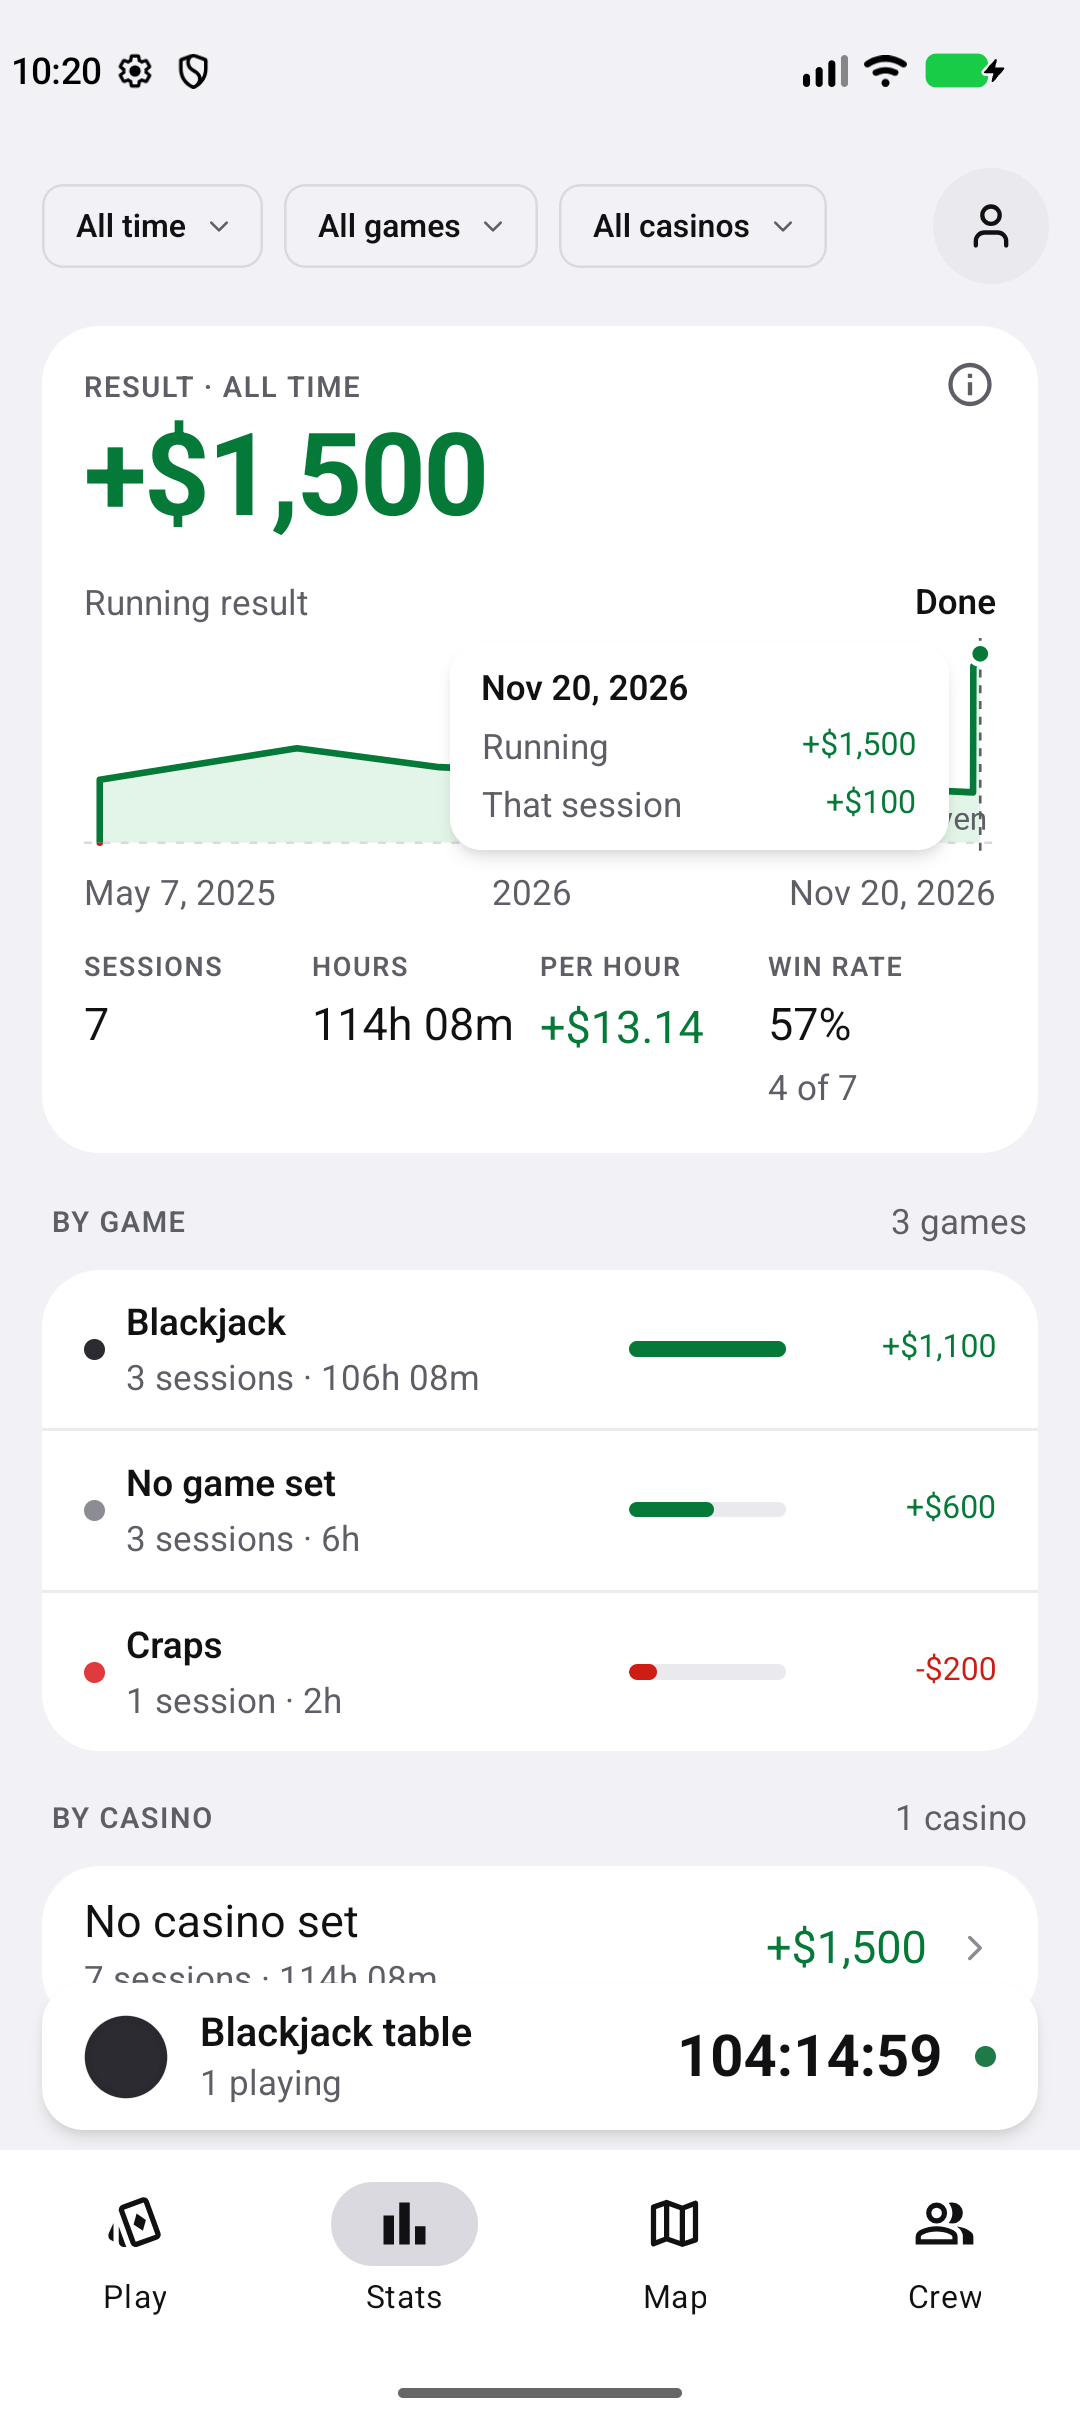 10:20
All time
All games
All casinos
RESULT · ALL TIME
+$1,500
Running result
Done
Nov 20, 2026
Running
+$1,500
That session
+$100
May 7, 2025
2026
Nov 20, 2026
SESSIONS
HOURS
PER HOUR
WIN RATE
7
114h 08m
+$13.14
57%
4 of 7
BY GAME
3 games
Blackjack
3 sessions · 106h 08m
+$1,100
No game set
3 sessions · 6h
+$600
Craps
1 session · 2h
-$200
BY CASINO
1 casino
No casino set
7 sessions · 114h 08m
+$1,500
Blackjack table
1 playing
104:14:59
Play
Stats
Map
Crew